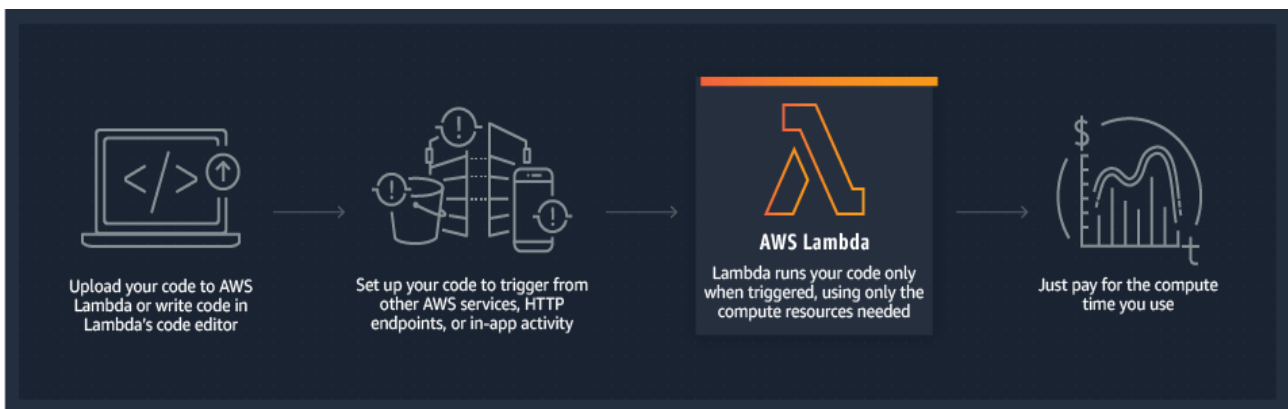 </>
Upload your code to AWS
Lambda or write code in
Lambda's code editor
Set up your code to trigger from
other AWS services, HTTP
endpoints, or in-app activity
AWS Lambda
Lambda runs your code only
when triggered, using only the
compute resources needed
$
t
Just pay for the compute
time you use